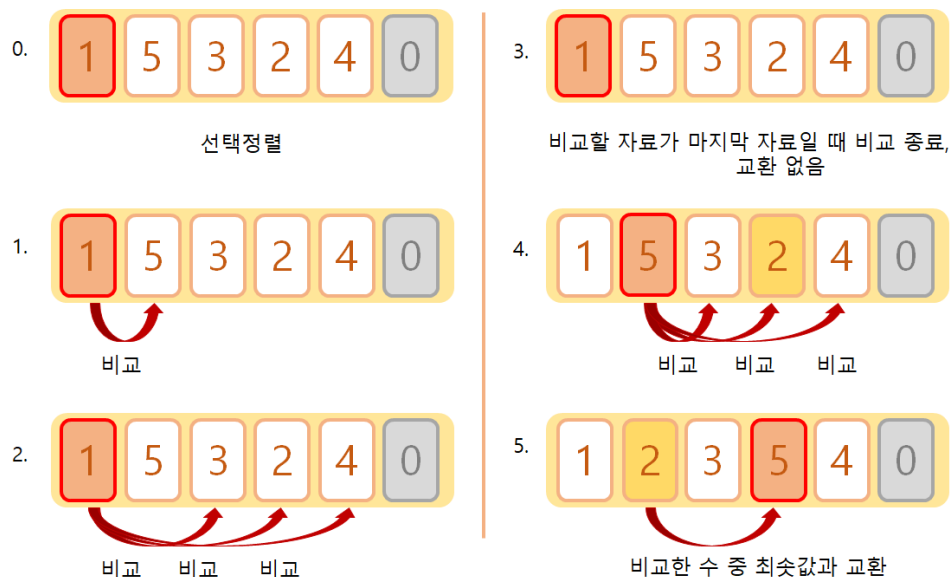 0.
1 5 3 2 4 0
선택정렬
1.
1 5 3 2 4 0
비교
2.
1 5 3 2 4 0
비교 비교 비교
3.
1 5 3 2 4 0
비교할 자료가 마지막 자료일 때 비교 종료,
교환 없음
4.
1 5 3 2 4 0
비교 비교 비교
5.
1 2 3 5 4 0
비교한 수 중 최솟값과 교환